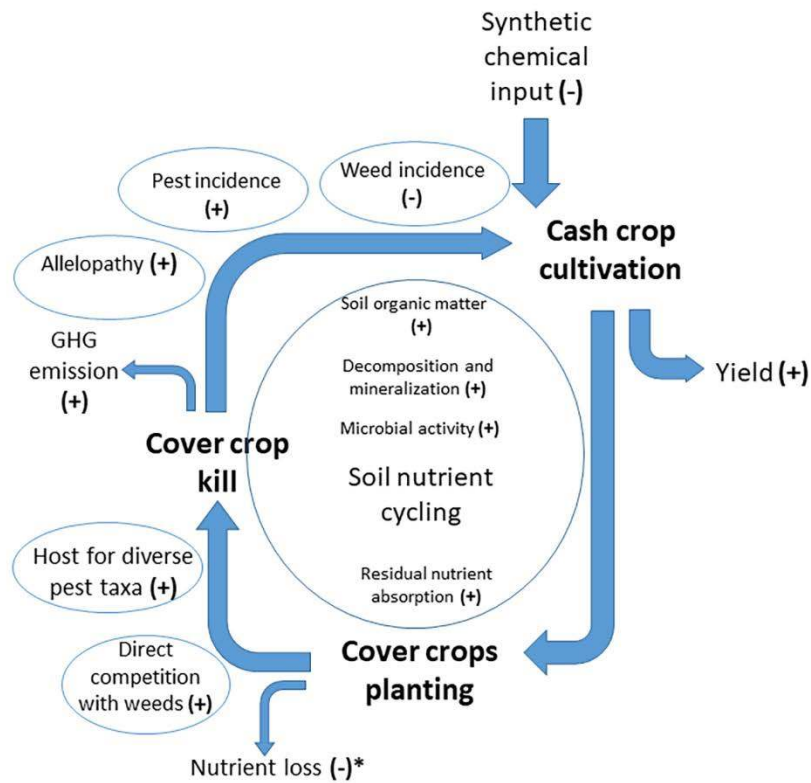 Synthetic
chemical
input (-)
Pest incidence
(+)
Weed incidence
(-)
Cash crop
cultivation
Allelopathy (+)
Soil organic matter
(+)
GHG
emission
(+)
Decomposition and
mineralization (+)
Yield (+)
Microbial activity (+)
Cover crop
kill
Soil nutrient
cycling
Host for diverse
pest taxa (+)
Residual nutrient
absorption (+)
Direct
competition
with weeds (+)
Cover crops
planting
Nutrient loss (-)*